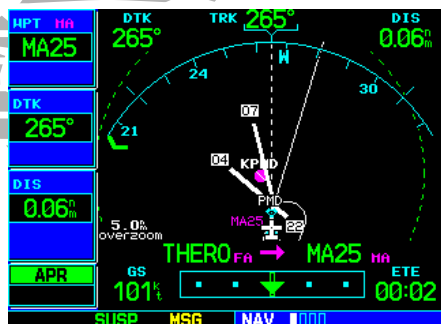 WPT MA
MA25
DTK
265°
DIS
0.06nm
APR
DTK
265°
TRK 265°
DIS
0.06nm
21
24
W
30
07
04
KPMD
PMD
MA25
22
5.0nm
overzoom
THERO FA → MA25 MA
GS
101kt
ETE
00:02
SUSP MSG NAV